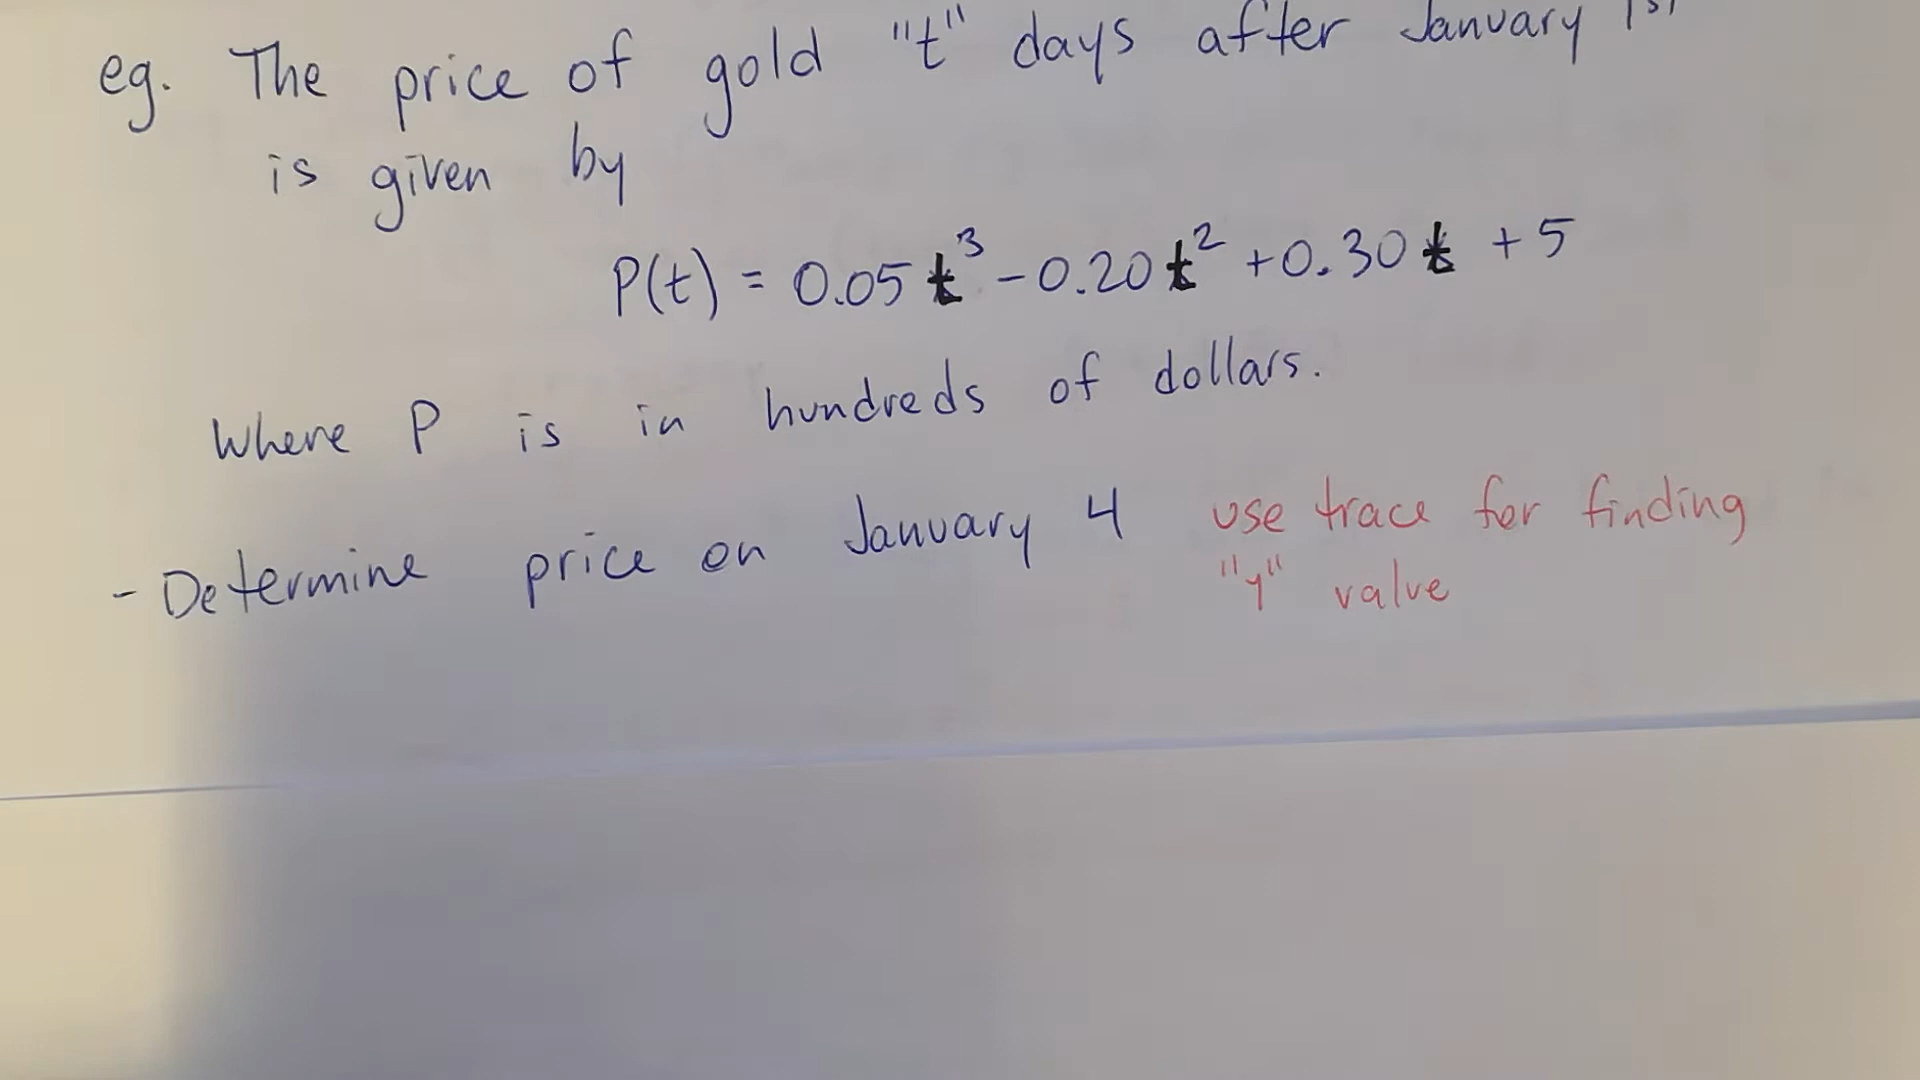 eg. The price of gold "t" days after January 1st
is given by
P(t) = 0.05t³ - 0.20t² + 0.30t + 5
Where P is in hundreds of dollars.
- Determine price on January 4 use trace for finding
"y" value